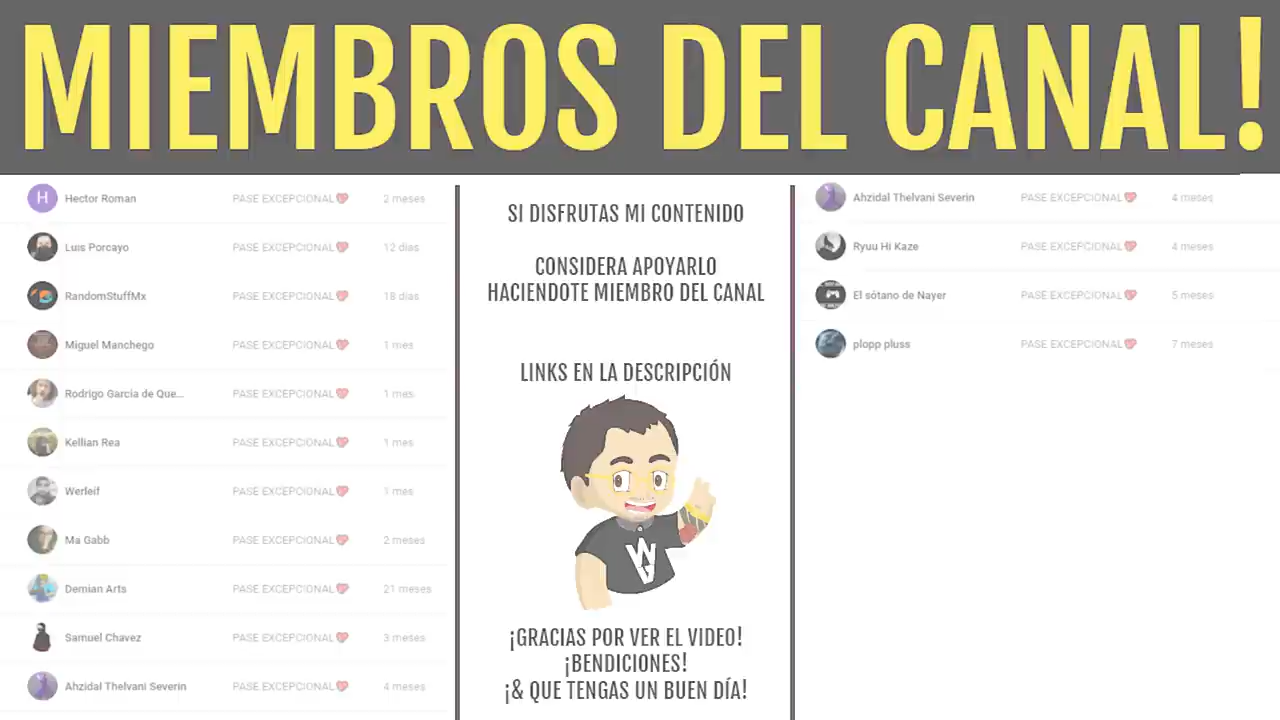 MIEMBROS DEL CANAL!
H Hector Roman PASE EXCEPCIONAL 2 meses
Luis Porcayo PASE EXCEPCIONAL 12 días
RandomStuffMx PASE EXCEPCIONAL 18 días
Miguel Manchego PASE EXCEPCIONAL 1 mes
Rodrigo García de Que... PASE EXCEPCIONAL 1 mes
Kellian Rea PASE EXCEPCIONAL 1 mes
Werleif PASE EXCEPCIONAL 1 mes
Ma Gabb PASE EXCEPCIONAL 2 meses
Demian Arts PASE EXCEPCIONAL 21 meses
Samuel Chavez PASE EXCEPCIONAL 3 meses
Ahzidal Thelvani Severin PASE EXCEPCIONAL 4 meses
SI DISFRUTAS MI CONTENIDO
CONSIDERA APOYARLO
HACIENDOTE MIEMBRO DEL CANAL
LINKS EN LA DESCRIPCIÓN
¡GRACIAS POR VER EL VIDEO!
¡BENDICIONES!
¡& QUE TENGAS UN BUEN DÍA!
Ahzidal Thelvani Severin PASE EXCEPCIONAL 4 meses
Ryuu Hi Kaze PASE EXCEPCIONAL 4 meses
El sótano de Nayer PASE EXCEPCIONAL 5 meses
plopp pluss PASE EXCEPCIONAL 7 meses